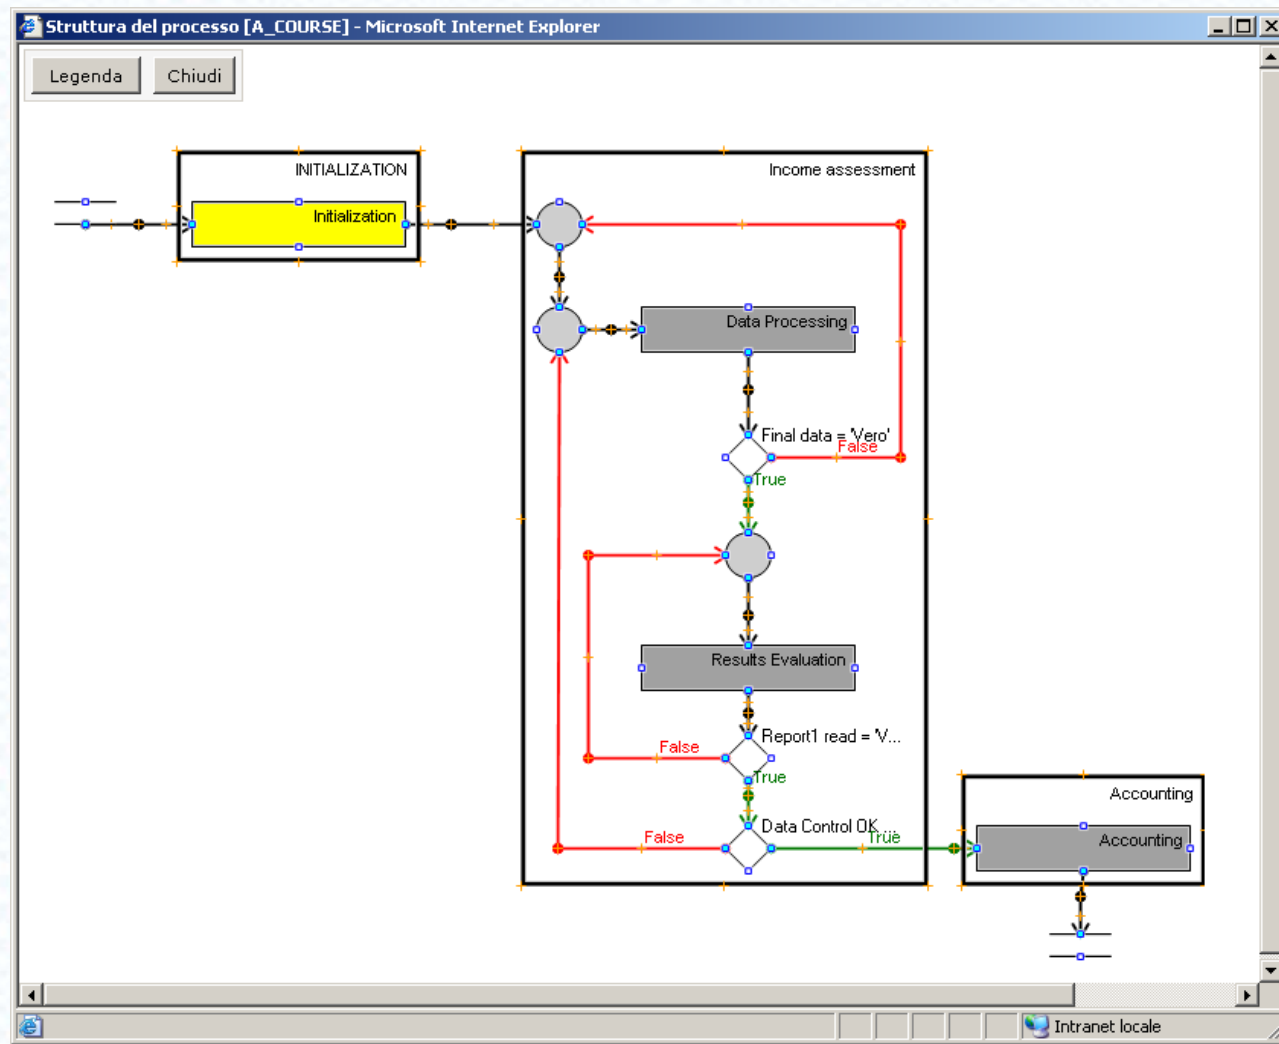 Struttura del processo [A_COURSE] - Microsoft Internet Explorer
Legenda
Chiudi
INITIALIZATION
Initialization
Income assessment
Data Processing
Final data = 'Vero'
False
True
Results Evaluation
Report1 read = 'V...
False
True
Data Control OK...
False
True
Accounting
Accounting
Intranet locale